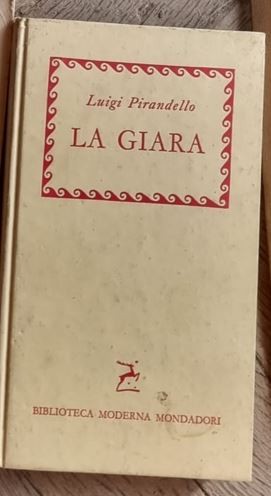 Luigi Pirandello
LA GIARA
BIBLIOTECA MODERNA MONDADORI